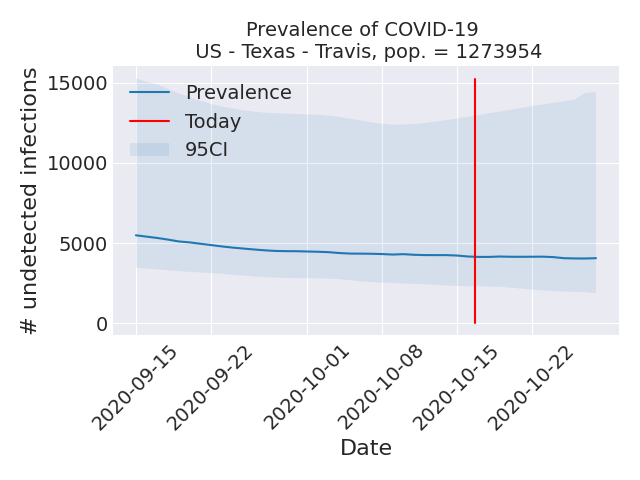 Prevalence of COVID-19
US - Texas - Travis, pop. = 1273954
# undetected infections
15000
10000
5000
0
Prevalence
Today
95CI
2020-09-15
2020-09-22
2020-10-01
2020-10-08
2020-10-15
2020-10-22
Date